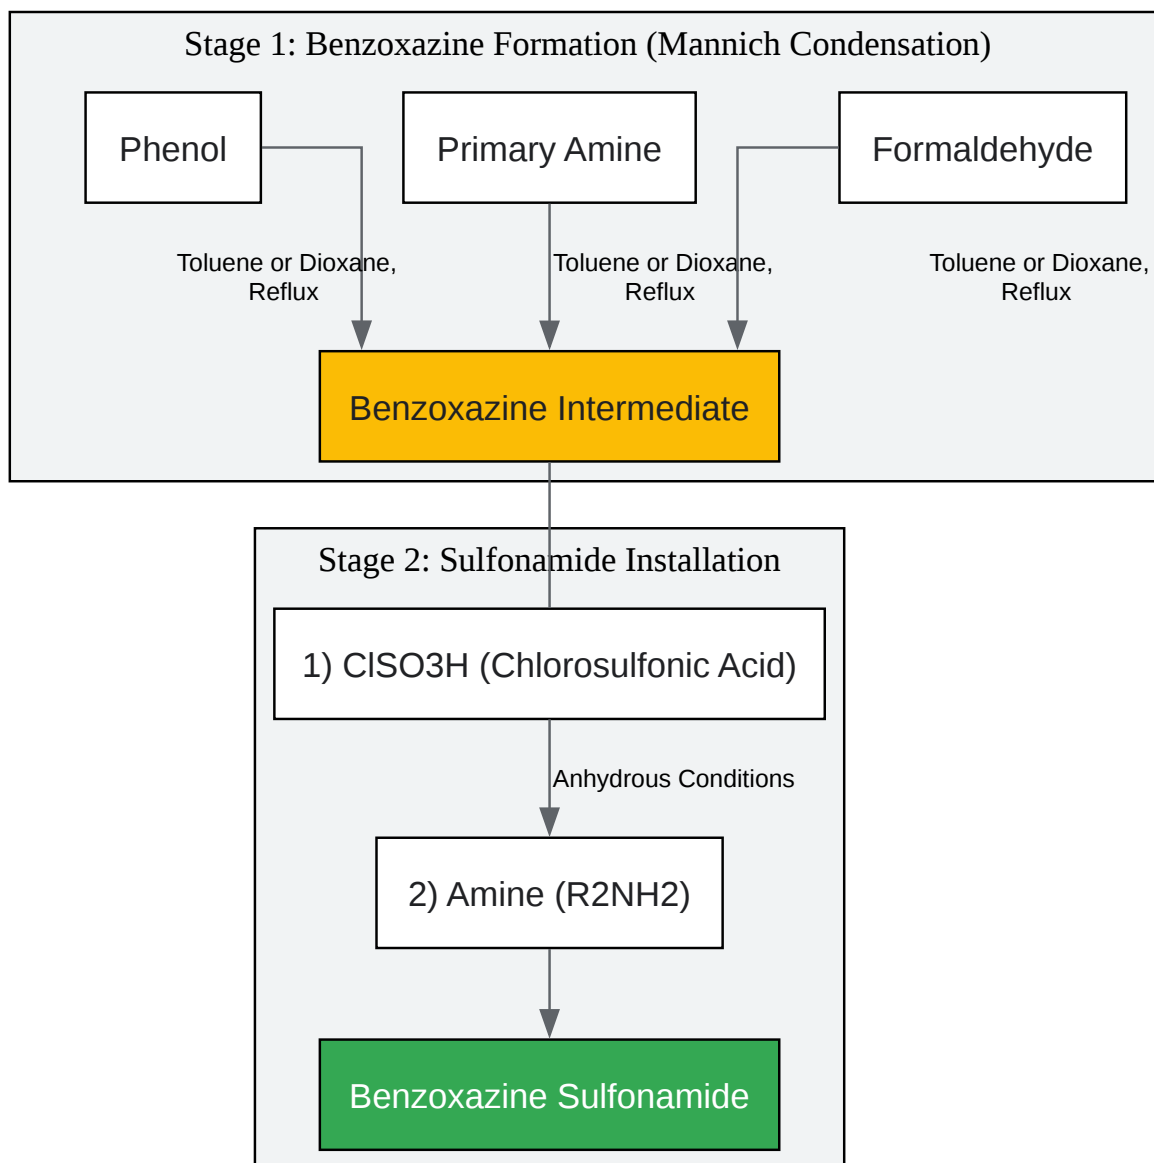 Stage 1: Benzoxazine Formation (Mannich Condensation)
Phenol
Primary Amine
Formaldehyde
Toluene or Dioxane,
Reflux
Toluene or Dioxane,
Reflux
Toluene or Dioxane,
Reflux
Benzoxazine Intermediate
Stage 2: Sulfonamide Installation
1) ClSO3H (Chlorosulfonic Acid)
Anhydrous Conditions
2) Amine (R2NH2)
Benzoxazine Sulfonamide